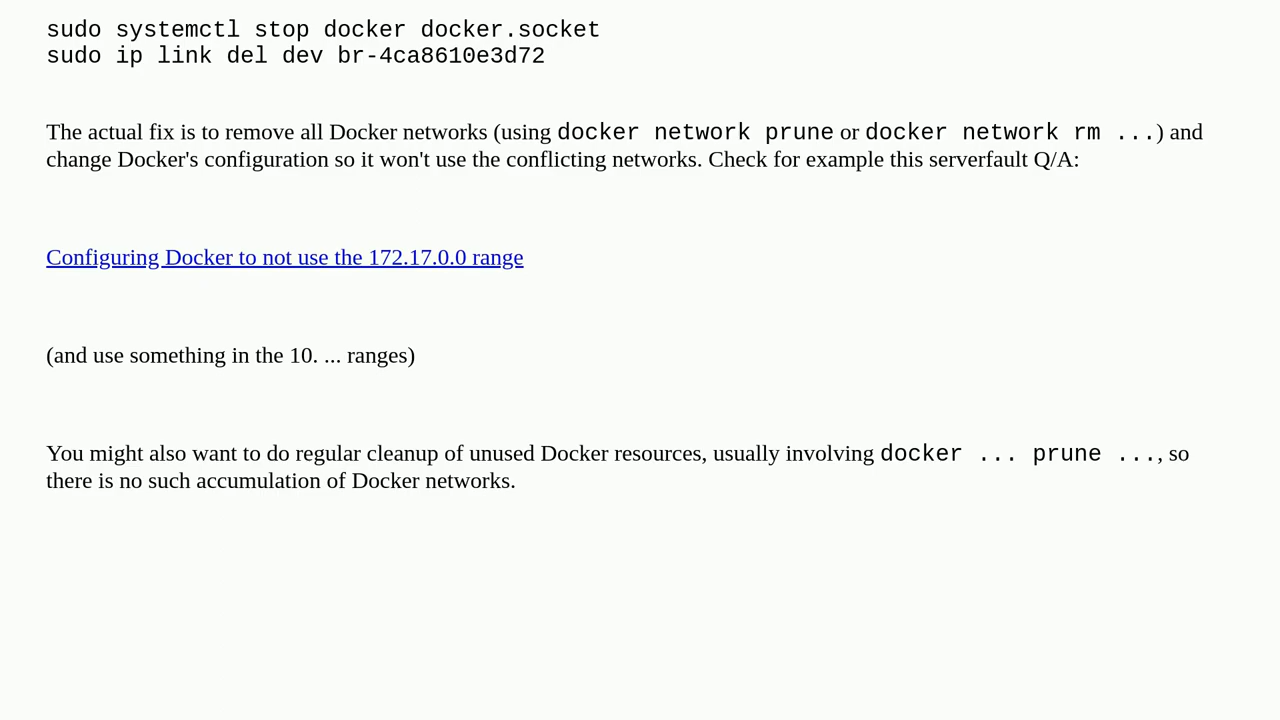 sudo systemctl stop docker docker.socket
sudo ip link del dev br-4ca8610e3d72
The actual fix is to remove all Docker networks (using docker network prune or docker network rm ...) and
change Docker's configuration so it won't use the conflicting networks. Check for example this serverfault Q/A:
Configuring Docker to not use the 172.17.0.0 range
(and use something in the 10. ... ranges)
You might also want to do regular cleanup of unused Docker resources, usually involving docker ... prune ..., so
there is no such accumulation of Docker networks.